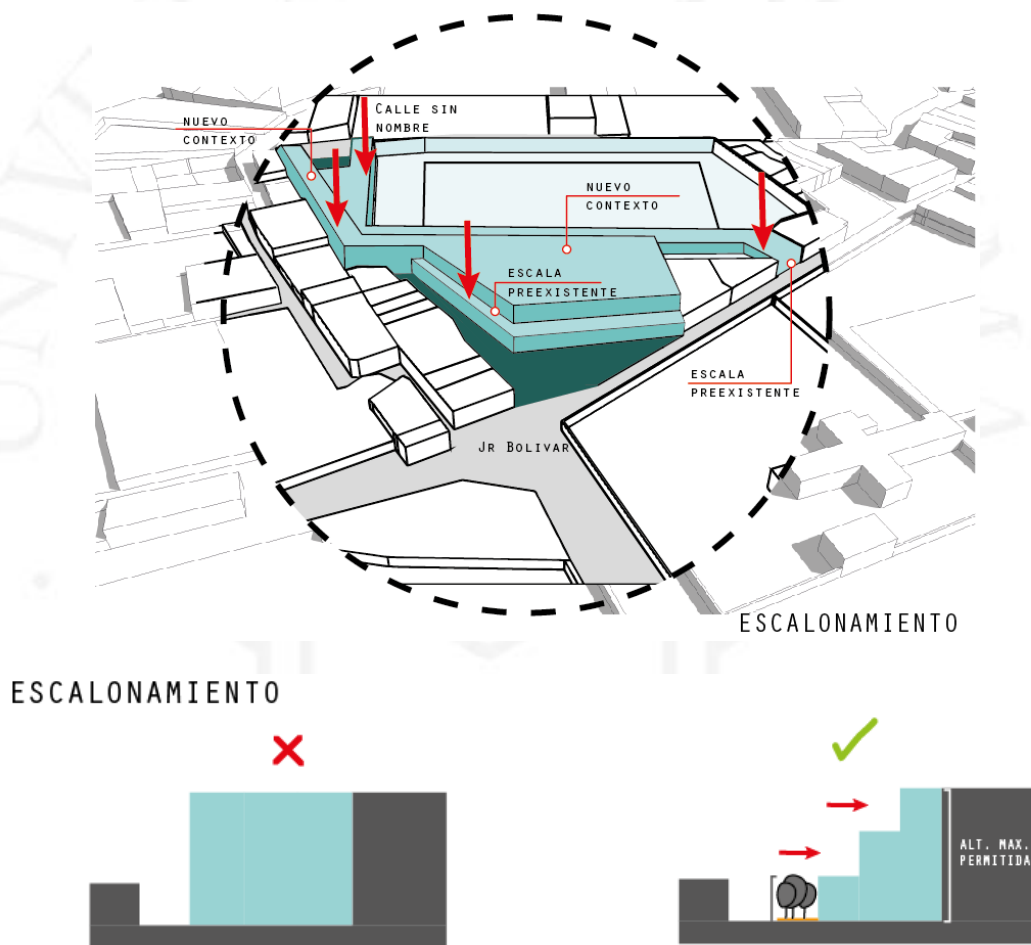 CALLE SIN
NOMBRE
NUEVO
CONTEXTO
NUEVO
CONTEXTO
ESCALA
PREEXISTENTE
ESCALA
PREEXISTENTE
JR BOLIVAR
ESCALONAMIENTO
ESCALONAMIENTO
ALT. MAX.
PERMITIDA